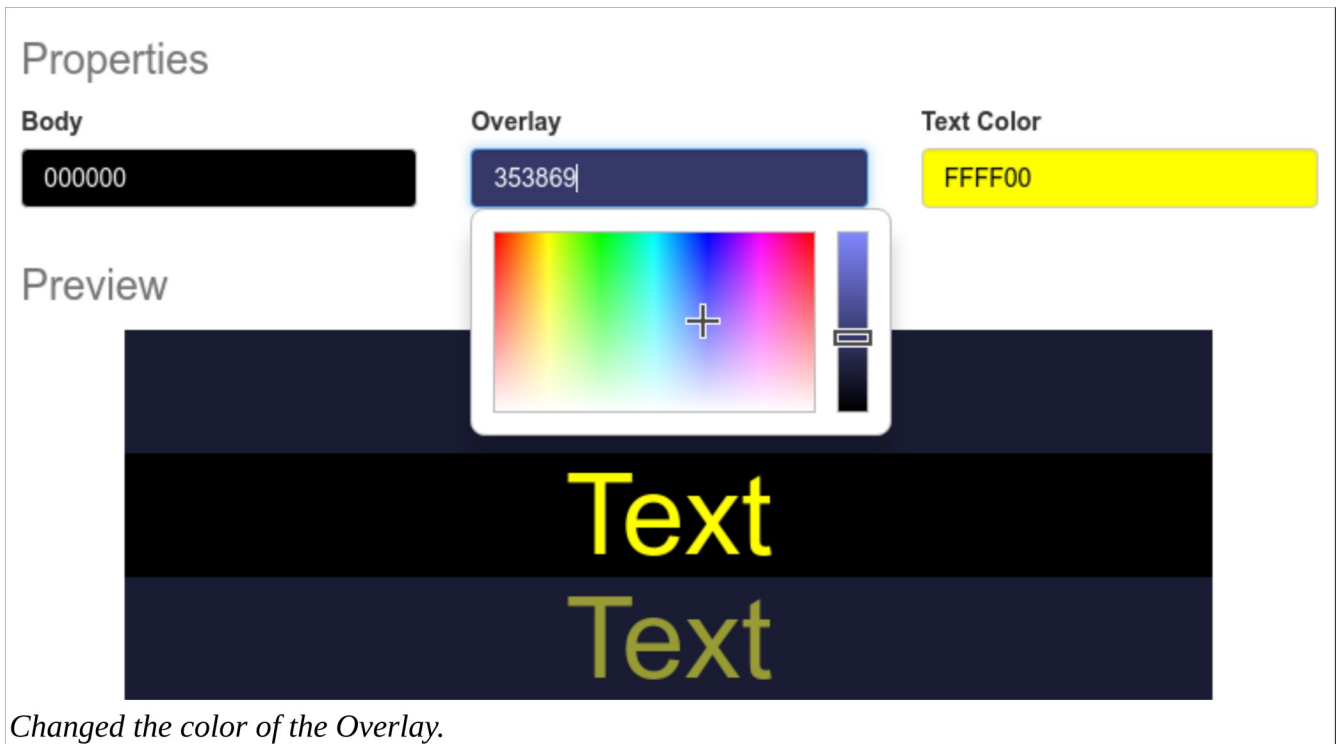 Properties
Body Overlay Text Color
000000 353869 FFFF00
Preview
Text
Text
Changed the color of the Overlay.